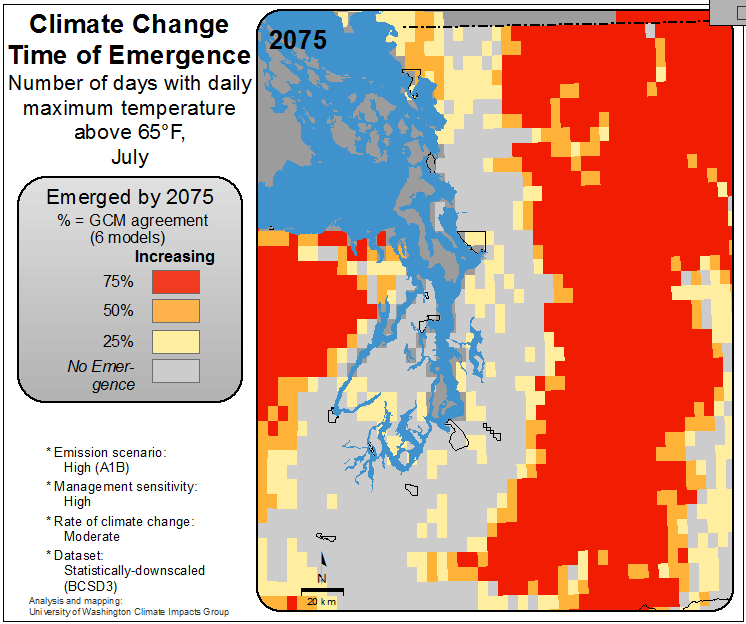 Climate Change
Time of Emergence
Number of days with daily
maximum temperature
above 65°F,
July
Emerged by 2075
% = GCM agreement
(6 models)
Increasing
75%
50%
25%
No Emer-
gence
* Emission scenario:
High (A1B)
* Management sensitivity:
High
* Rate of climate change:
Moderate
* Dataset:
Statistically-downscaled
(BCSD3)
Analysis and mapping:
University of Washington Climate Impacts Group
2075
N
20 km